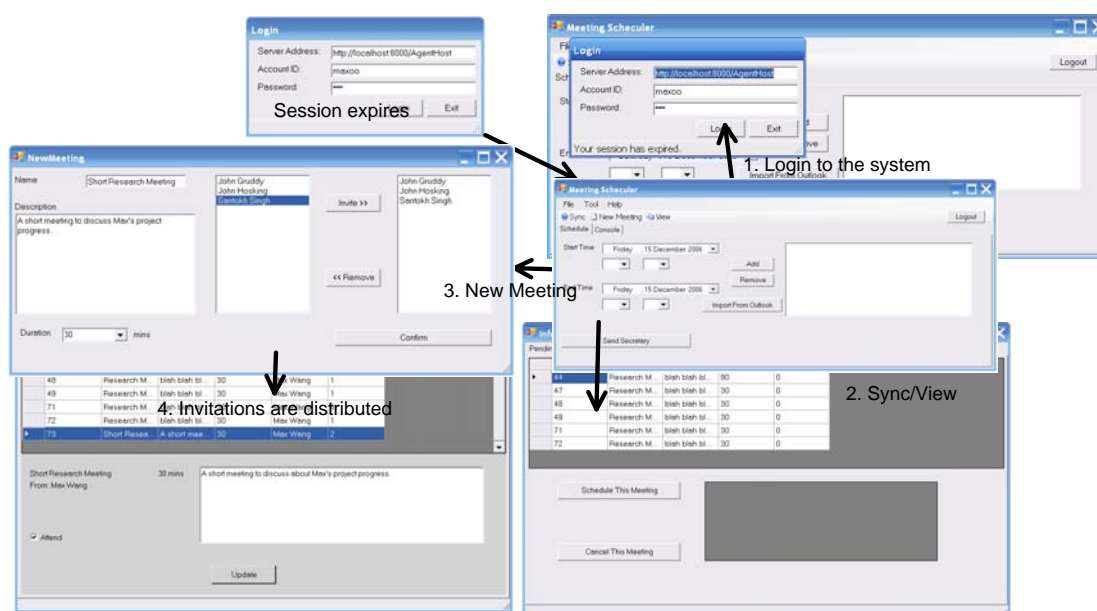 Login
Server Address: http://localhost:8000/AgentHost
Account ID: maxoo
Password: ****
Exit
Session expires
Meeting Scheculer
Logout
Login
Server Address: http://localhost:8000/AgentHost
Account ID: maxoo
Password: ****
Exit
Your session has expired.
Import From Outlook
1. Login to the system
NewMeeting
Name Short Research Meeting
John Gruddy
John Hosking
Santokh Singh
Invite >>
John Gruddy
John Hosking
Santokh Singh
Description
A short meeting to discuss Max's project
progress.
<< Remove
Duration 30 mins
Confirm
3. New Meeting
Meeting Scheculer
File Tool Help
Sync New Meeting View
Logout
Schedule Console
Start Time Friday , 15 December 2006
Add
Remove
Time Friday , 15 December 2006
Import From Outlook
Send Secretary
48 Research M... blah blah bl... 30 Max Wang 1
49 Research M... blah blah bl... 30 Max Wang 1
71 Research M... blah blah bl... 30 Max Wang 1
72 Research M... blah blah bl... 30 Max Wang 1
73 Short Resea... A short mee... 30 Max Wang 2
4. Invitations are distributed
Short Research Meeting 30 mins
From: Max Wang
A short meeting to discuss about Max's project progress.
Attend
Update
44 Research M... blah blah bl... 90 0
47 Research M... blah blah bl... 30 0
48 Research M... blah blah bl... 30 0
49 Research M... blah blah bl... 30 0
71 Research M... blah blah bl... 30 0
72 Research M... blah blah bl... 30 0
2. Sync/View
Schedule This Meeting
Cancel This Meeting